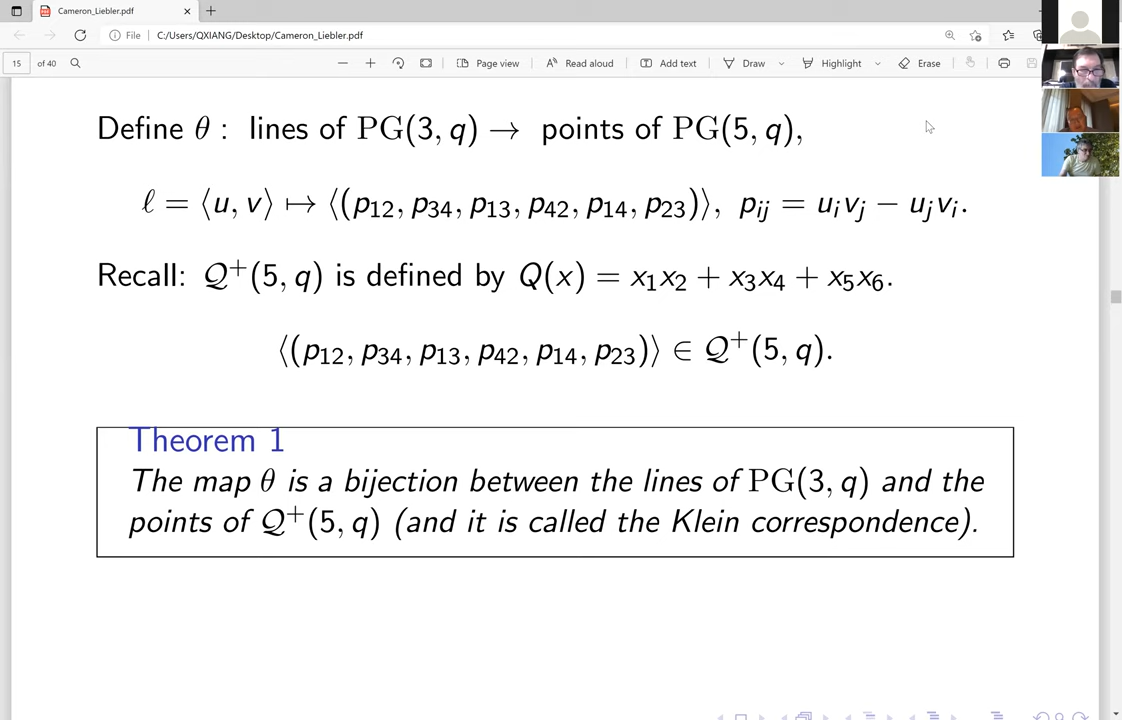 Cameron_Liebler.pdf
File C:/Users/QXIANG/Desktop/Cameron_Liebler.pdf
15 of 40 Page view Read aloud Add text Draw Highlight Erase
Define θ : lines of PG(3, q) → points of PG(5, q),
ℓ = ⟨u, v⟩ ↦ ⟨(p₁₂, p₃₄, p₁₃, p₄₂, p₁₄, p₂₃)⟩, pᵢⱼ = uᵢvⱼ − uⱼvᵢ.
Recall: 𝒬⁺(5, q) is defined by Q(x) = x₁x₂ + x₃x₄ + x₅x₆.
⟨(p₁₂, p₃₄, p₁₃, p₄₂, p₁₄, p₂₃)⟩ ∈ 𝒬⁺(5, q).
Theorem 1
The map θ is a bijection between the lines of PG(3, q) and the
points of 𝒬⁺(5, q) (and it is called the Klein correspondence).